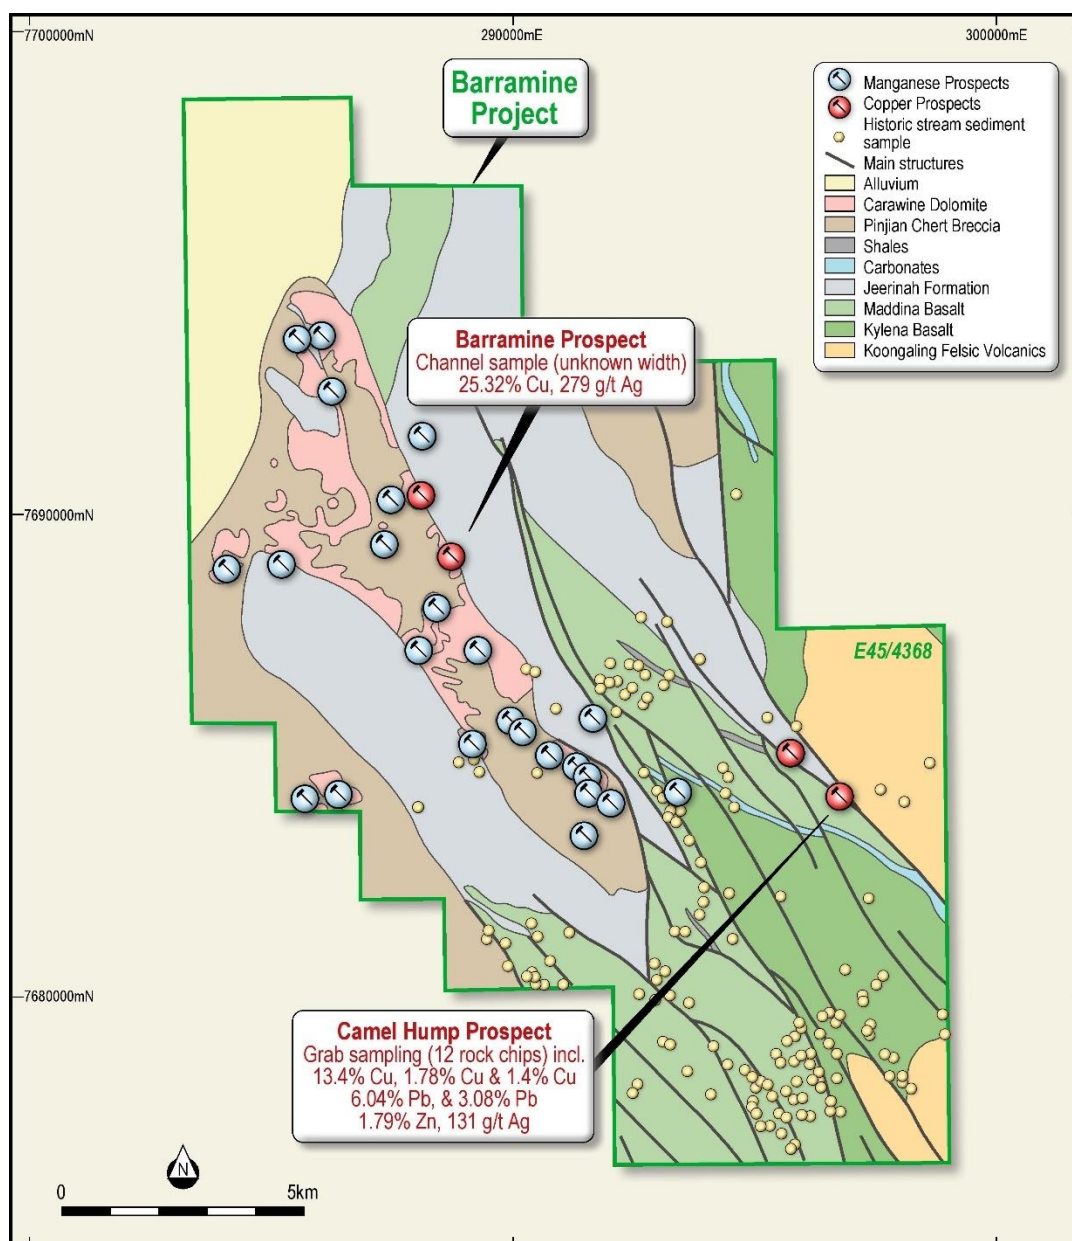 7700000mN
290000mE
300000mE
Barramine
Project
Manganese Prospects
Copper Prospects
Historic stream sediment
sample
Main structures
Alluvium
Carawine Dolomite
Pinjian Chert Breccia
Shales
Carbonates
Jeerinah Formation
Maddina Basalt
Kylena Basalt
Koongaling Felsic Volcanics
Barramine Prospect
Channel sample (unknown width)
25.32% Cu, 279 g/t Ag
7690000mN
E45/4368
7680000mN
Camel Hump Prospect
Grab sampling (12 rock chips) incl.
13.4% Cu, 1.78% Cu & 1.4% Cu
6.04% Pb, & 3.08% Pb
1.79% Zn, 131 g/t Ag
N
0
5km